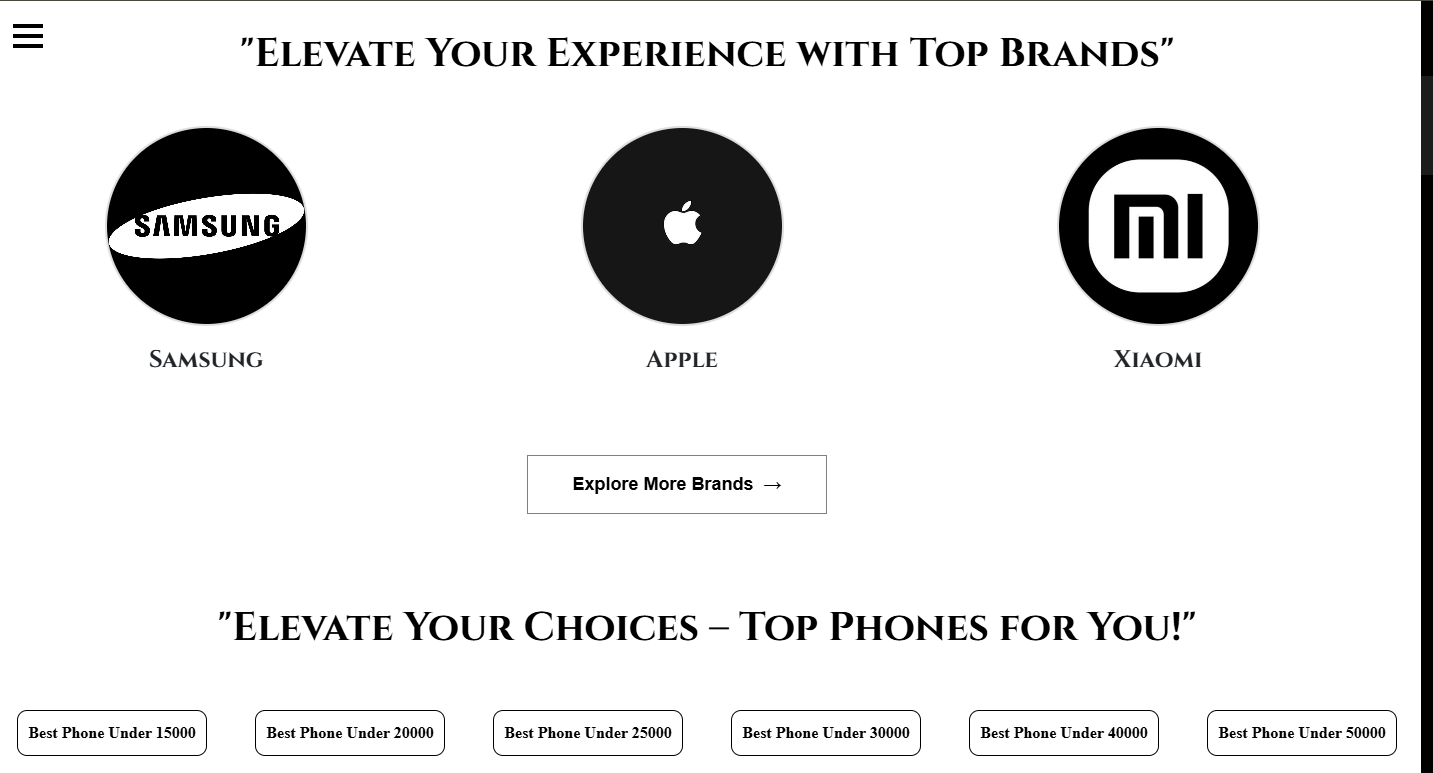 "Elevate Your Experience with Top Brands"
SAMSUNG
mi
Samsung
Apple
Xiaomi
Explore More Brands →
"Elevate Your Choices – Top Phones for You!"
Best Phone Under 15000
Best Phone Under 20000
Best Phone Under 25000
Best Phone Under 30000
Best Phone Under 40000
Best Phone Under 50000